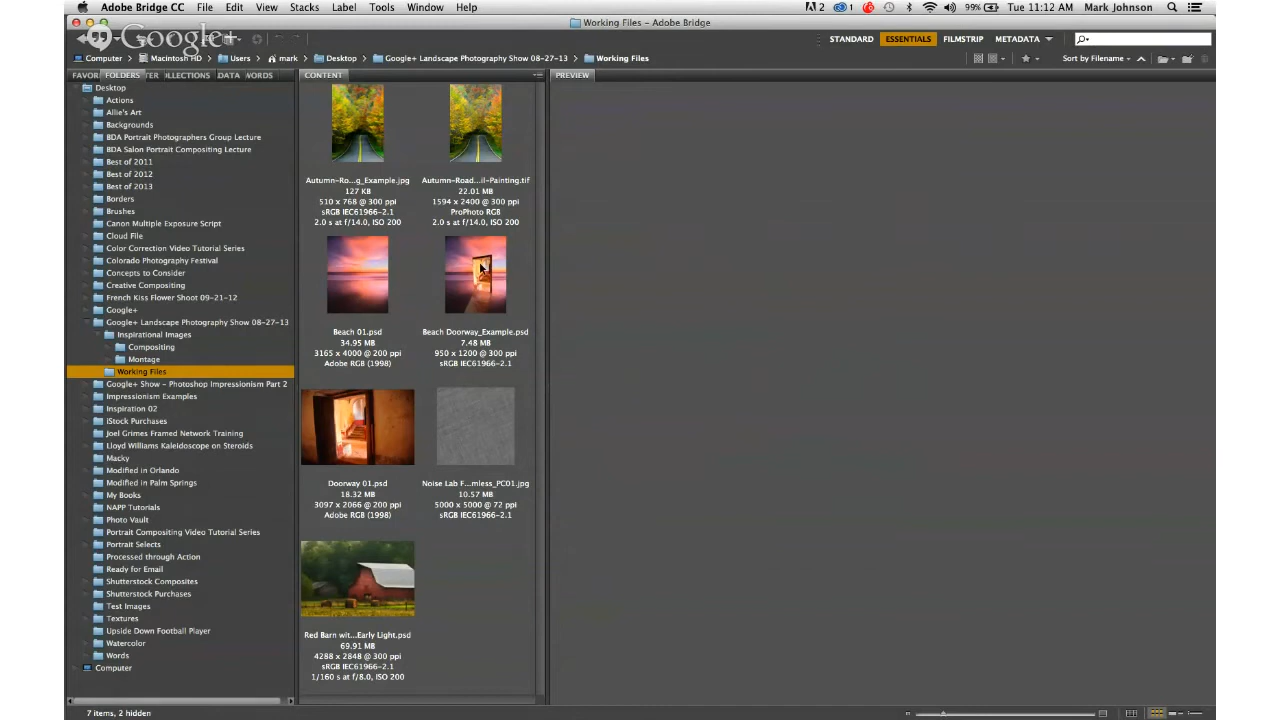 Adobe Bridge CC File Edit View Stacks Label Tools Window Help
2 1 99% Tue 11:12 AM Mark Johnson
Working Files – Adobe Bridge
Google+
STANDARD ESSENTIALS FILMSTRIP METADATA
Computer Macintosh HD Users mark Desktop Google+ Landscape Photography Show 08-27-13 Working Files
Sort by Filename
FAVOR FOLDERS TER OLLECTIONS DATA WORDS
CONTENT
PREVIEW
Desktop
Actions
Allie's Art
Backgrounds
BDA Portrait Photographers Group Lecture
BDA Salon Portrait Compositing Lecture
Best of 2011
Best of 2012
Best of 2013
Borders
Brushes
Canon Multiple Exposure Script
Cloud File
Color Correction Video Tutorial Series
Colorado Photography Festival
Concepts to Consider
Creative Compositing
French Kiss Flower Shoot 09-21-12
Google+
Google+ Landscape Photography Show 08-27-13
Inspirational Images
Compositing
Montage
Working Files
Google+ Show - Photoshop Impressionism Part 2
Impressionism Examples
Inspiration 02
iStock Purchases
Joel Grimes Framed Network Training
Lloyd Williams Kaleidoscope on Steroids
Macky
Modified in Orlando
Modified in Palm Springs
My Books
NAPP Tutorials
Photo Vault
Portrait Compositing Video Tutorial Series
Portrait Selects
Processed through Action
Ready for Email
Shutterstock Composites
Shutterstock Purchases
Test Images
Textures
Upside Down Football Player
Watercolor
Words
Computer
Autumn-Ro...g_Example.jpg
127 KB
510 x 768 @ 300 ppi
sRGB IEC61966-2.1
2.0 s at f/14.0, ISO 200
Autumn-Road...il-Painting.tif
22.01 MB
1594 x 2400 @ 300 ppi
ProPhoto RGB
2.0 s at f/14.0, ISO 200
Beach 01.psd
34.95 MB
3165 x 4000 @ 200 ppi
Adobe RGB (1998)
Beach Doorway_Example.psd
7.48 MB
950 x 1200 @ 300 ppi
sRGB IEC61966-2.1
Doorway 01.psd
18.32 MB
3097 x 2066 @ 200 ppi
Adobe RGB (1998)
Noise Lab F...mless_PC01.jpg
10.57 MB
5000 x 5000 @ 72 ppi
sRGB IEC61966-2.1
Red Barn wit...Early Light.psd
69.91 MB
4288 x 2848 @ 300 ppi
sRGB IEC61966-2.1
1/160 s at f/8.0, ISO 200
7 items, 2 hidden